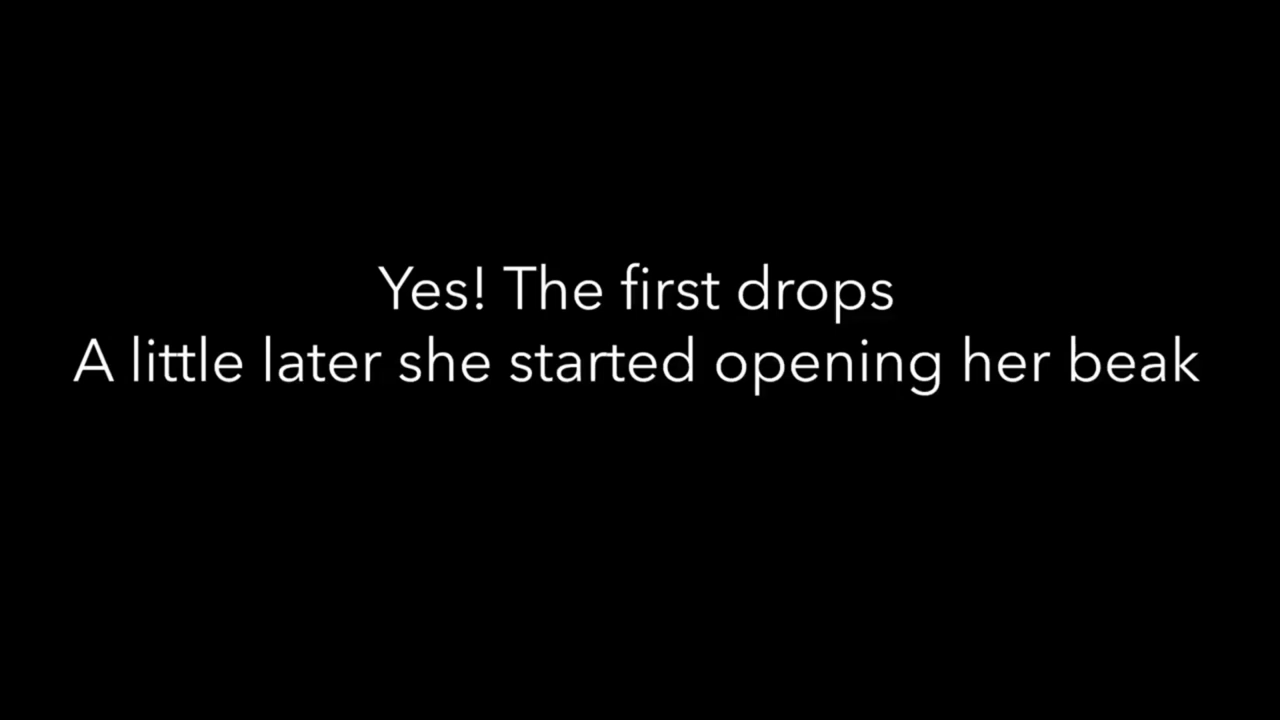 Yes! The first drops
A little later she started opening her beak